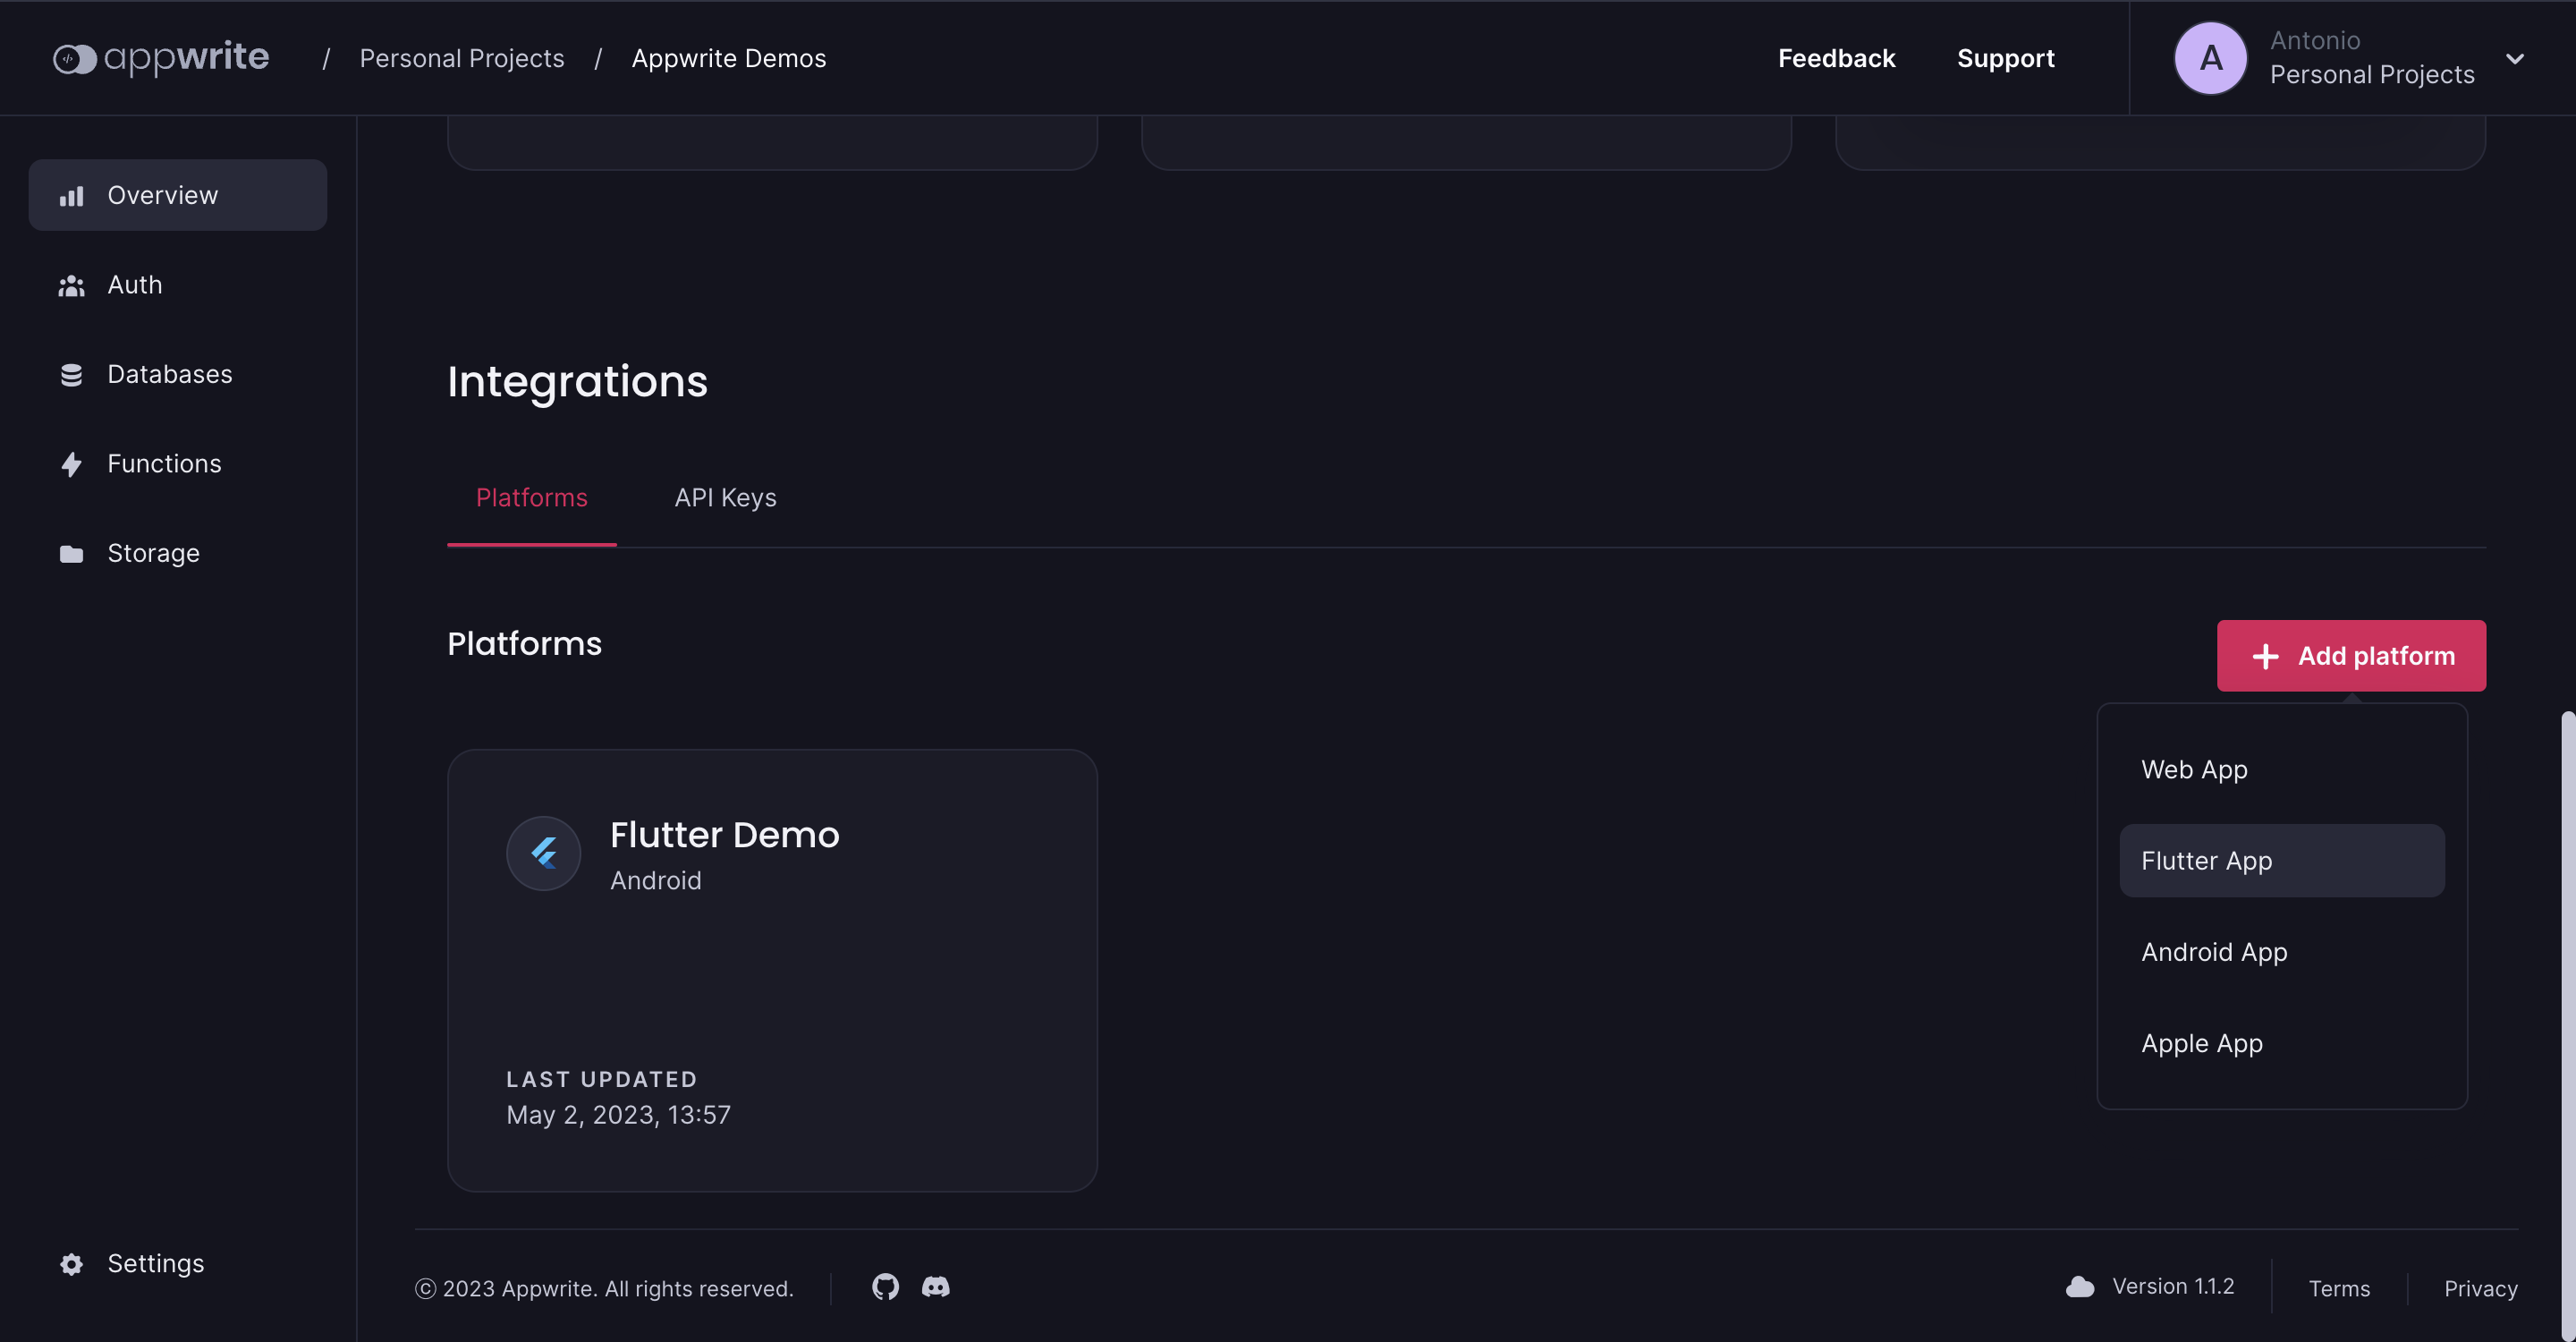 appwrite / Personal Projects / Appwrite Demos
Feedback
Support
A
Antonio
Personal Projects
Overview
Auth
Databases
Functions
Storage
Settings
Integrations
Platforms
API Keys
Platforms
Add platform
Web App
Flutter App
Android App
Apple App
Flutter Demo
Android
LAST UPDATED
May 2, 2023, 13:57
© 2023 Appwrite. All rights reserved.
Version 1.1.2
Terms
Privacy